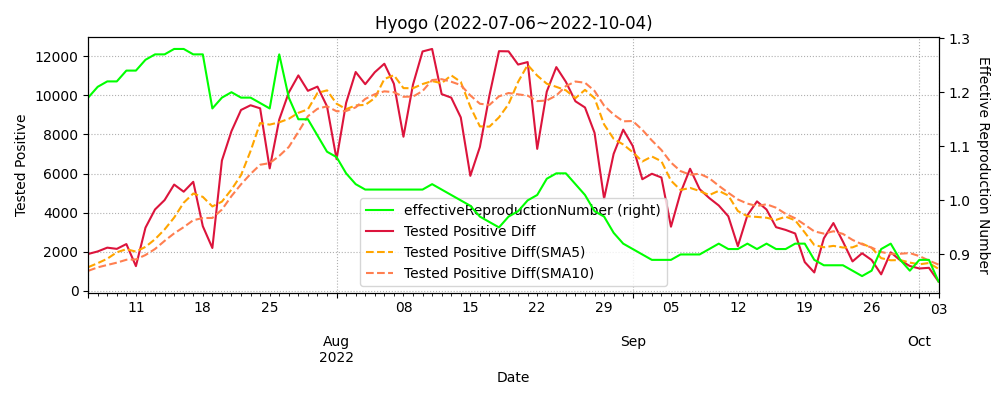 Hyogo (2022-07-06~2022-10-04)
12000
10000
8000
6000
4000
2000
0
Tested Positive
1.3
1.2
1.1
1.0
0.9
Effective Reproduction Number
effectiveReproductionNumber (right)
Tested Positive Diff
Tested Positive Diff(SMA5)
Tested Positive Diff(SMA10)
11 18 25 08 15 22 29 05 12 19 26 03
Aug Sep Oct
2022
Date